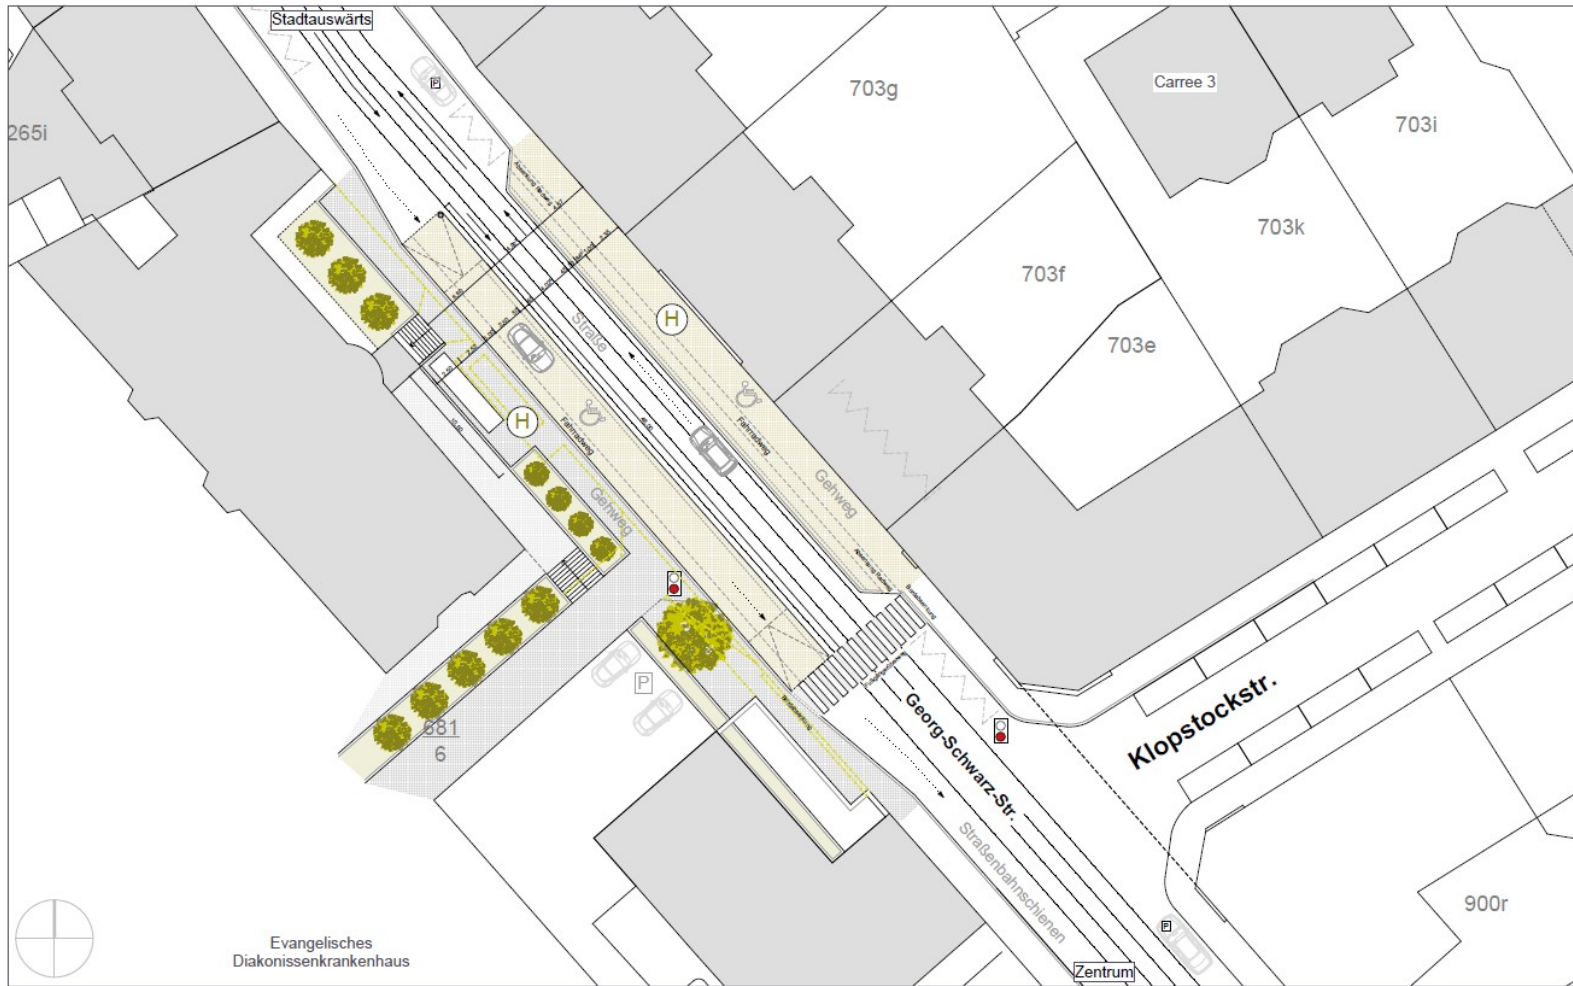 Stadtauswärts
P
703g
Carree 3
703i
265i
703k
703f
H
Straße
703e
H
Fahrradweg
Fahrradweg
Gehweg
Gehweg
P
681
6
Georg-Schwarz-Str.
Klopstockstr.
Straßenbahnschienen
900r
P
Evangelisches
Diakonissenkrankenhaus
Zentrum